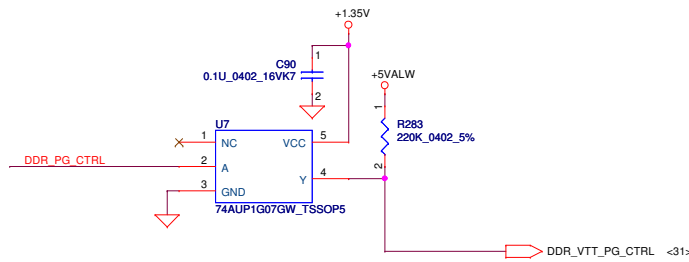 +1.35V
C90
1
0.1U_0402_16VK7
2
+5VALW
1
R283
220K_0402_5%
2
U7
1 NC VCC 5
DDR_PG_CTRL 2 A
3 GND Y 4
74AUP1G07GW_TSSOP5
DDR_VTT_PG_CTRL <31>